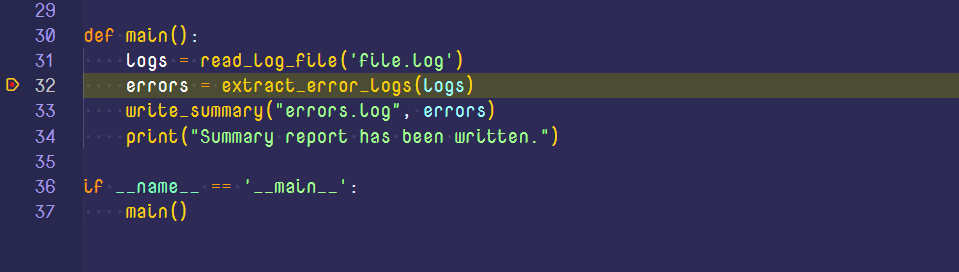 29
30 def main():
31     logs = read_log_file('file.log')
32     errors = extract_error_logs(logs)
33     write_summary("errors.log", errors)
34     print("Summary report has been written.")
35
36 if __name__ == '__main__':
37     main()